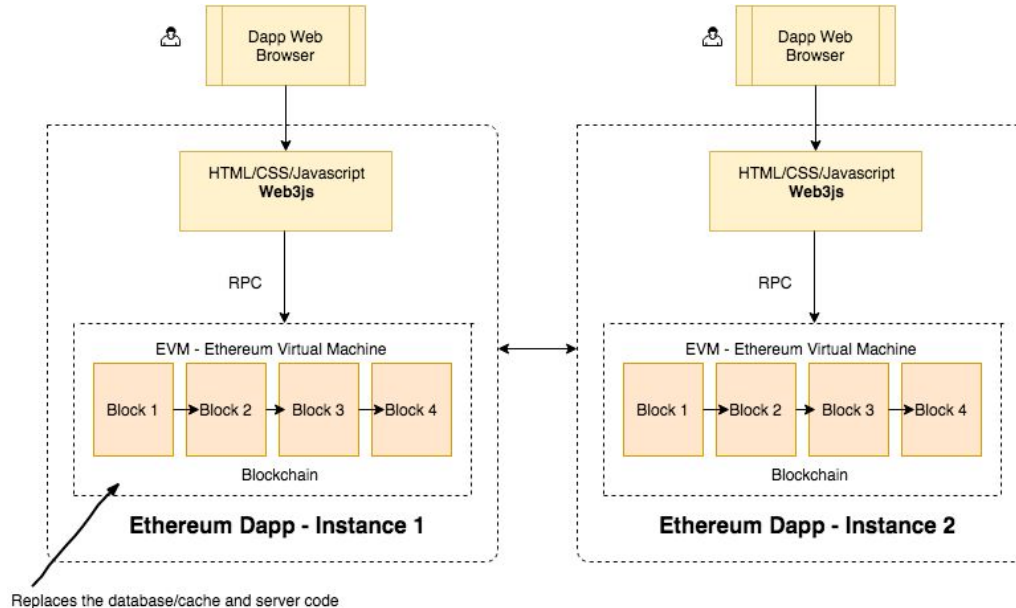 Dapp Web
Browser
Dapp Web
Browser
HTML/CSS/Javascript
Web3js
HTML/CSS/Javascript
Web3js
RPC
RPC
EVM - Ethereum Virtual Machine
EVM - Ethereum Virtual Machine
Block 1 Block 2 Block 3 Block 4
Block 1 Block 2 Block 3 Block 4
Blockchain
Blockchain
Ethereum Dapp - Instance 1
Ethereum Dapp - Instance 2
Replaces the database/cache and server code